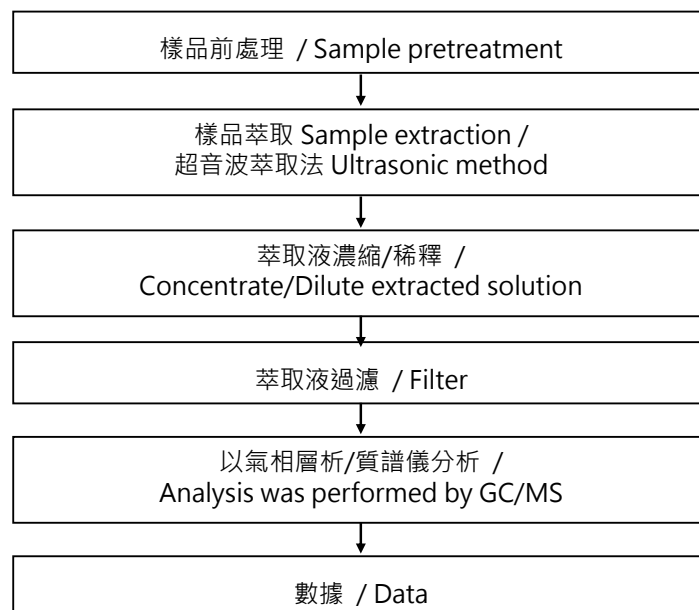 樣品前處理 / Sample pretreatment
樣品萃取 Sample extraction /
超音波萃取法 Ultrasonic method
萃取液濃縮/稀釋 /
Concentrate/Dilute extracted solution
萃取液過濾 / Filter
以氣相層析/質譜儀分析 /
Analysis was performed by GC/MS
數據 / Data